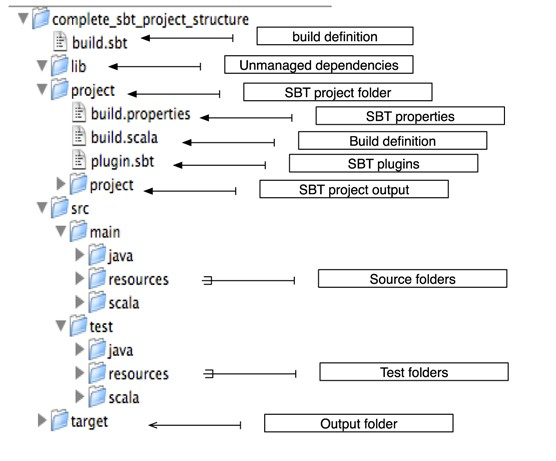 complete_sbt_project_structure
build.sbt build definition
lib Unmanaged dependencies
project SBT project folder
build.properties SBT properties
build.scala Build definition
plugin.sbt SBT plugins
project SBT project output
src
main
java
resources Source folders
scala
test
java
resources Test folders
scala
target Output folder